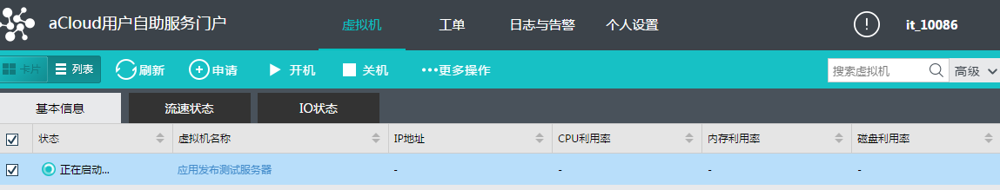 aCloud用户自助服务门户 虚拟机 工单 日志与告警 个人设置 it_10086
卡片 列表 刷新 申请 开机 关机 •••更多操作 搜索虚拟机 高级
基本信息 流速状态 IO状态
状态 虚拟机名称 IP地址 CPU利用率 内存利用率 磁盘利用率
正在启动... 应用发布测试服务器 - - - -